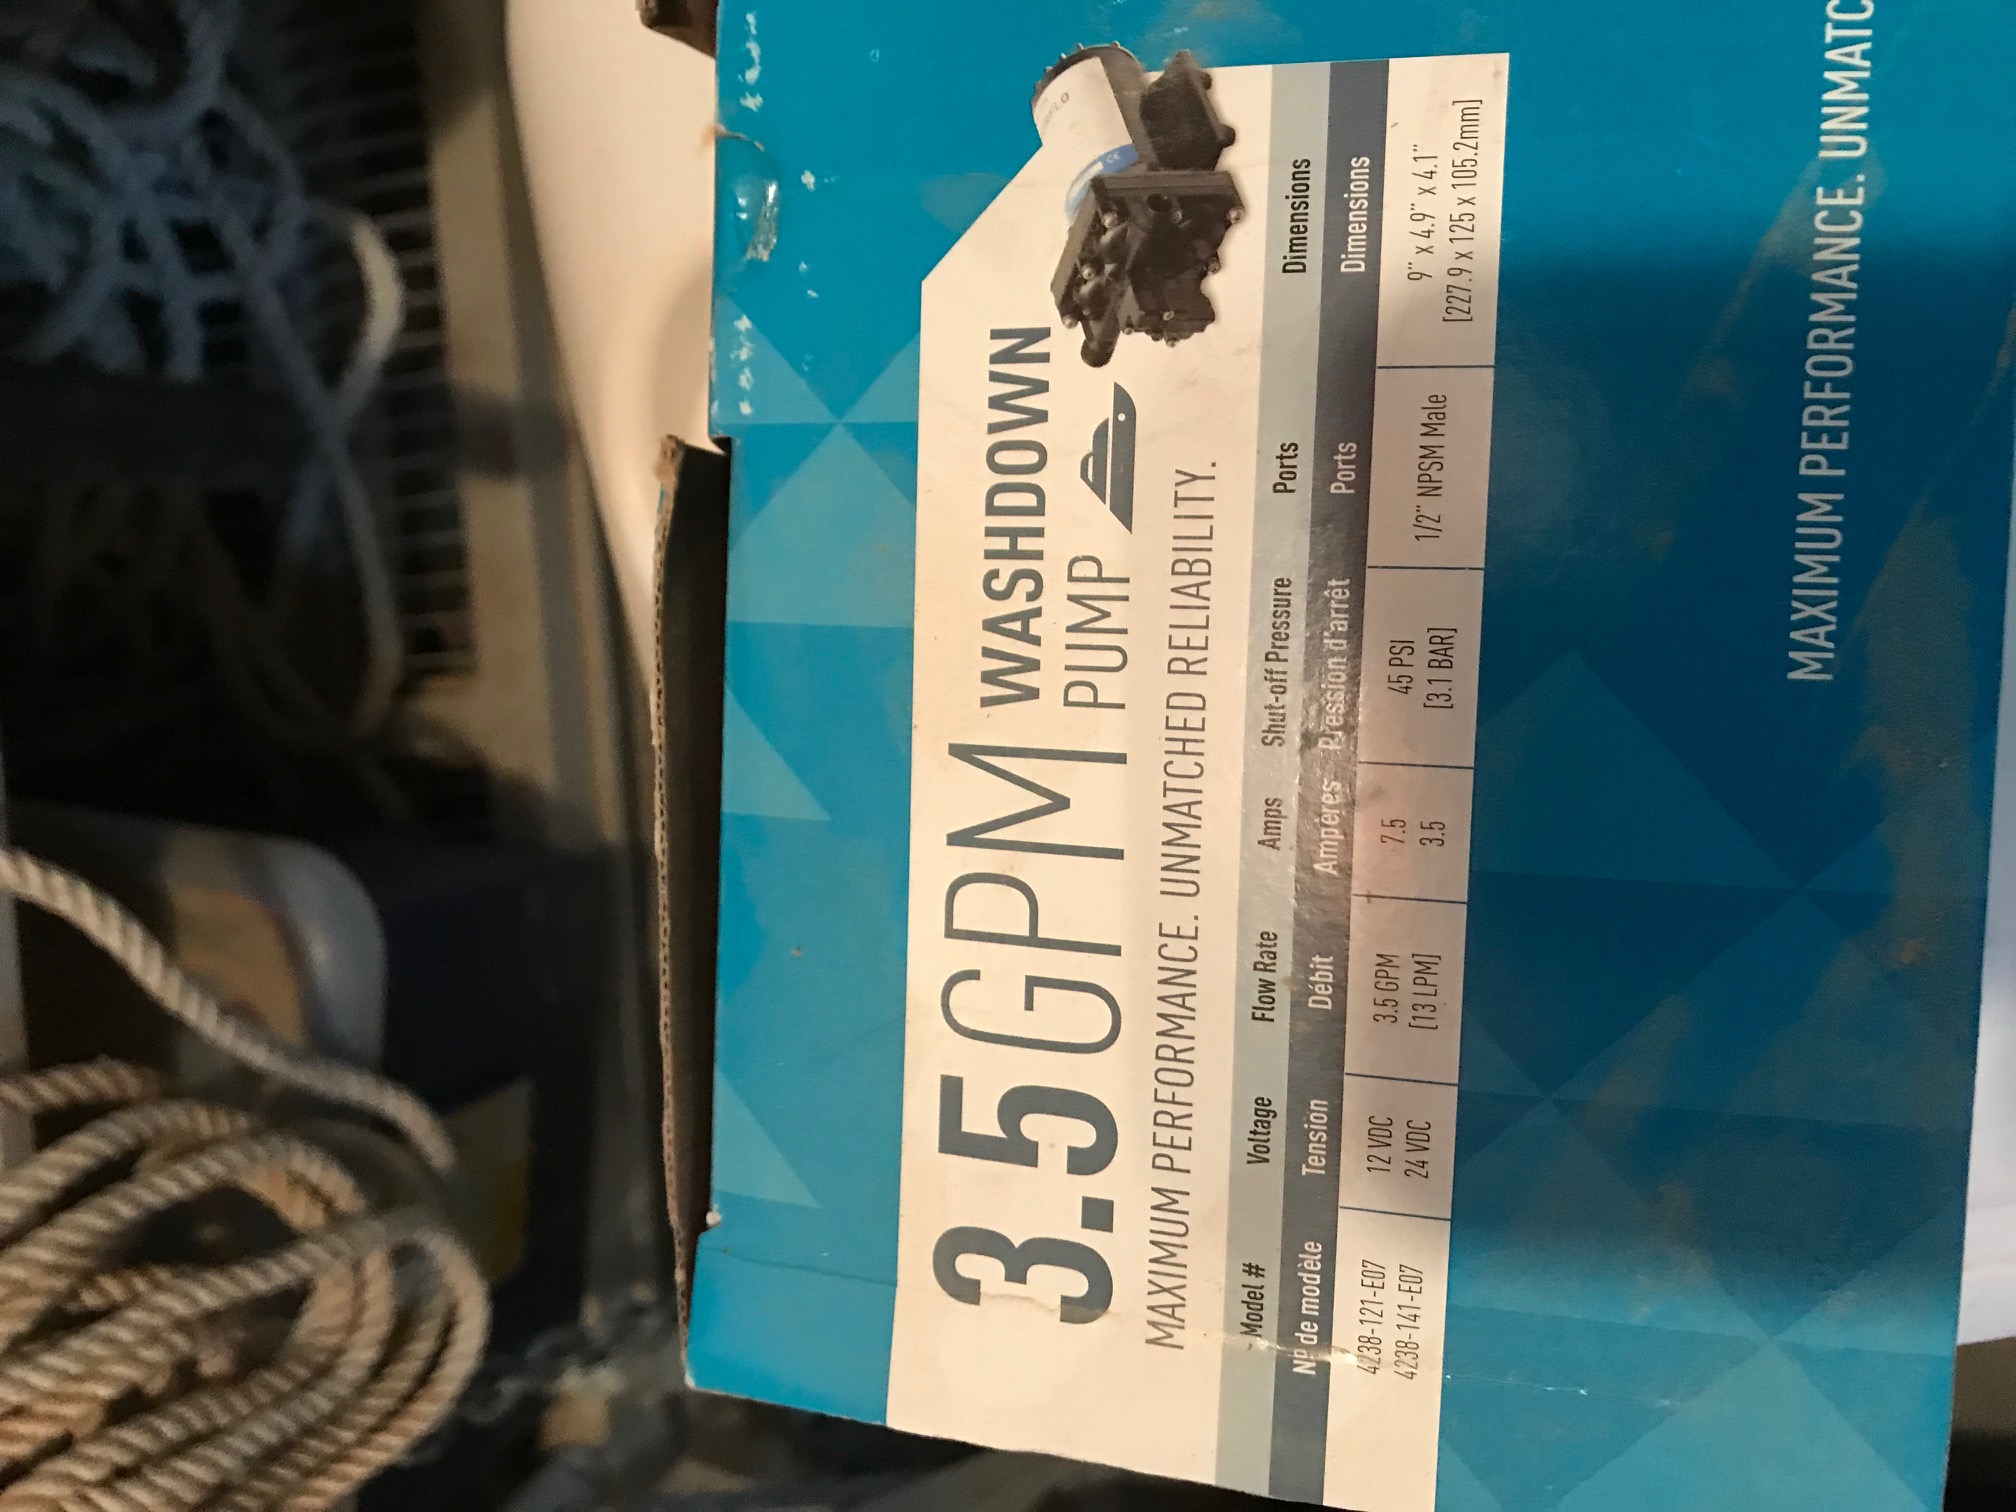 3.5GPM WASHDOWN
PUMP
MAXIMUM PERFORMANCE. UNMATCHED RELIABILITY.
Model # Voltage Flow Rate Amps Shut-off Pressure Ports Dimensions
Nº de modèle Tension Débit Ampères Pression d'arrêt Ports Dimensions
4238-121-E07 12 VDC 3.5 GPM 7.5 45 PSI 1/2" NPSM Male 9" x 4.9" x 4.1"
4238-141-E07 24 VDC [13 LPM] 3.5 [3.1 BAR] [227.9 x 125 x 105.2mm]
MAXIMUM PERFORMANCE. UNMATC